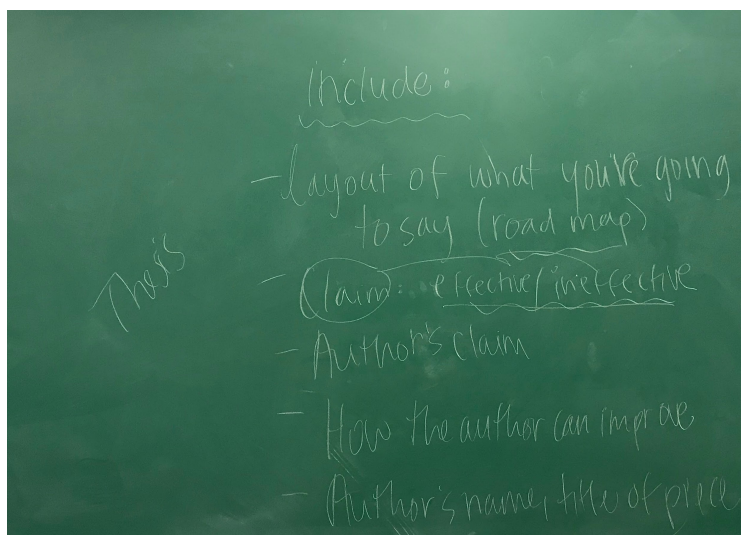 Include:
- Layout of what you're going
to say (road map)
Thesis
- Claim: effective/ineffective
- Author's claim
- How the author can improve
- Author's name, title of piece